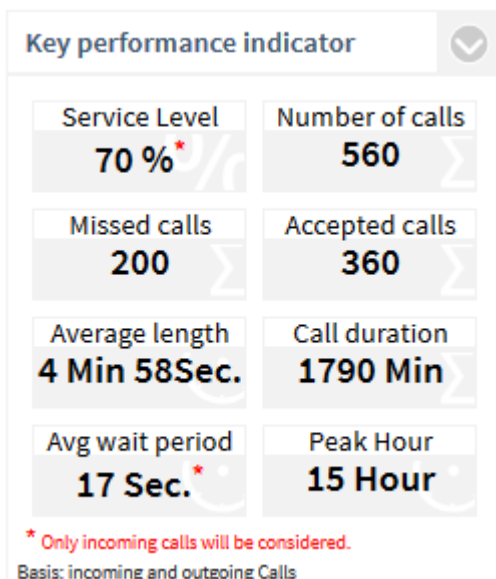 Key performance indicator
Service Level
70 %*
Number of calls
560
Missed calls
200
Accepted calls
360
Average length
4 Min 58Sec.
Call duration
1790 Min
Avg wait period
17 Sec.*
Peak Hour
15 Hour
* Only incoming calls will be considered.
Basis: incoming and outgoing Calls